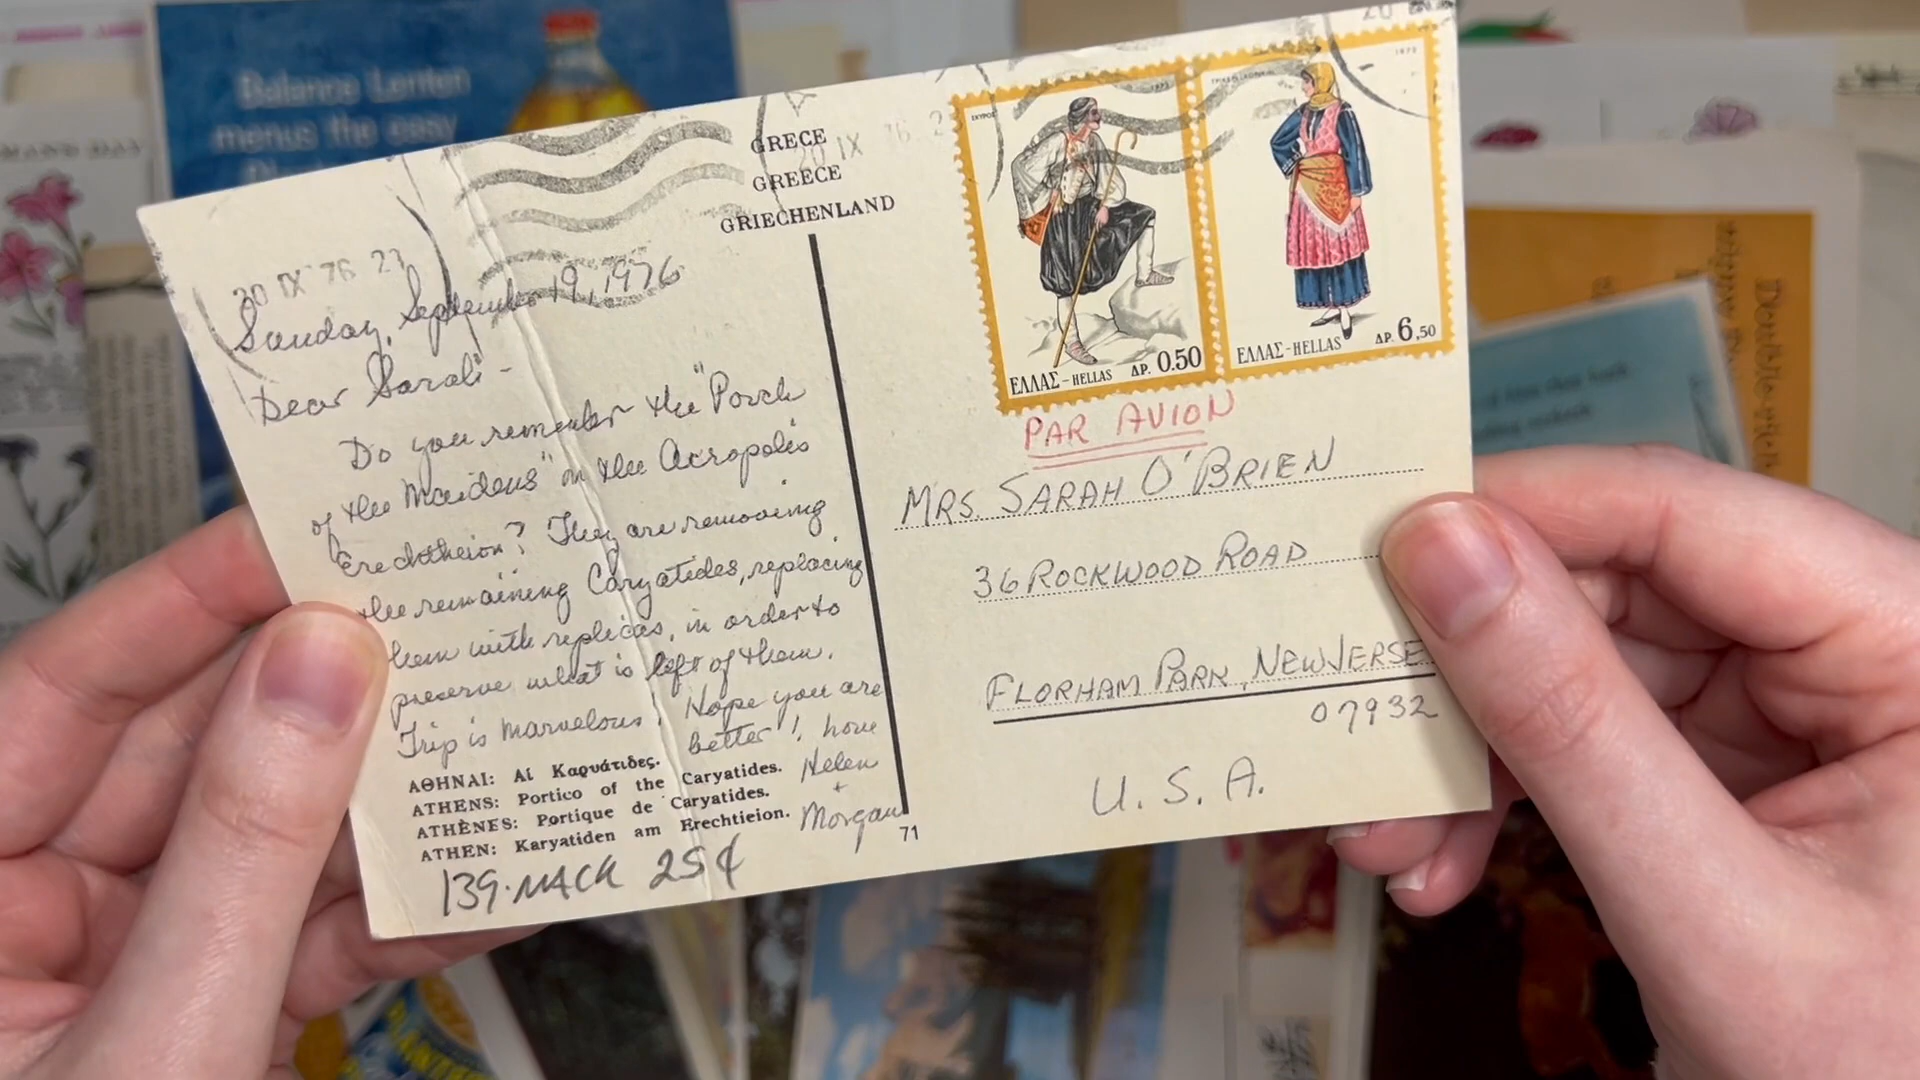 Balance Lenten
menus the easy
GRECE
GREECE
GRIECHENLAND
20 IX 76
30 IX 76 21
Sunday, September 19, 1976
Dear Sarah -
Do you remember the "Porch
of the Maidens" on the Acropolis
Erechtheion? They are removing
the remaining Caryatides, replacing
them with replicas, in order to
preserve what is left of them.
Trip is marvelous! Hope you are
better! Love
Helen
+
Morgan
ΑΘΗΝΑΙ: Αἱ Καρυάτιδες.
ATHENS: Portico of the Caryatides.
ATHÈNES: Portique de Caryatides.
ATHEN: Karyatiden am Erechtieion.
71
139·MACK 25¢
ΣΚΥΡΟΣ
1973
ΕΛΛΑΣ-HELLAS ΔΡ. 0.50
1972
ΕΛΛΑΣ-HELLAS ΔΡ. 6,50
PAR AVION
MRS. SARAH O'BRIEN
36 ROCKWOOD ROAD
FLORHAM PARK, NEW JERSE
07932
U. S. A.